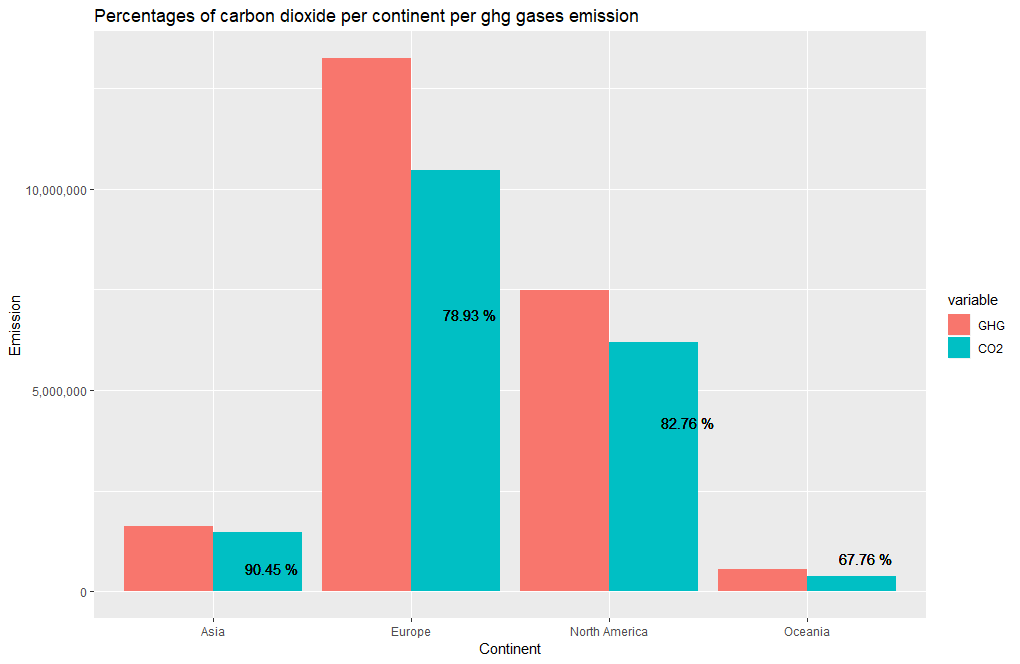 Percentages of carbon dioxide per continent per ghg gases emission
Emission
10,000,000
5,000,000
0
90.45 %
78.93 %
82.76 %
67.76 %
Asia
Europe
North America
Oceania
Continent
variable
GHG
CO2